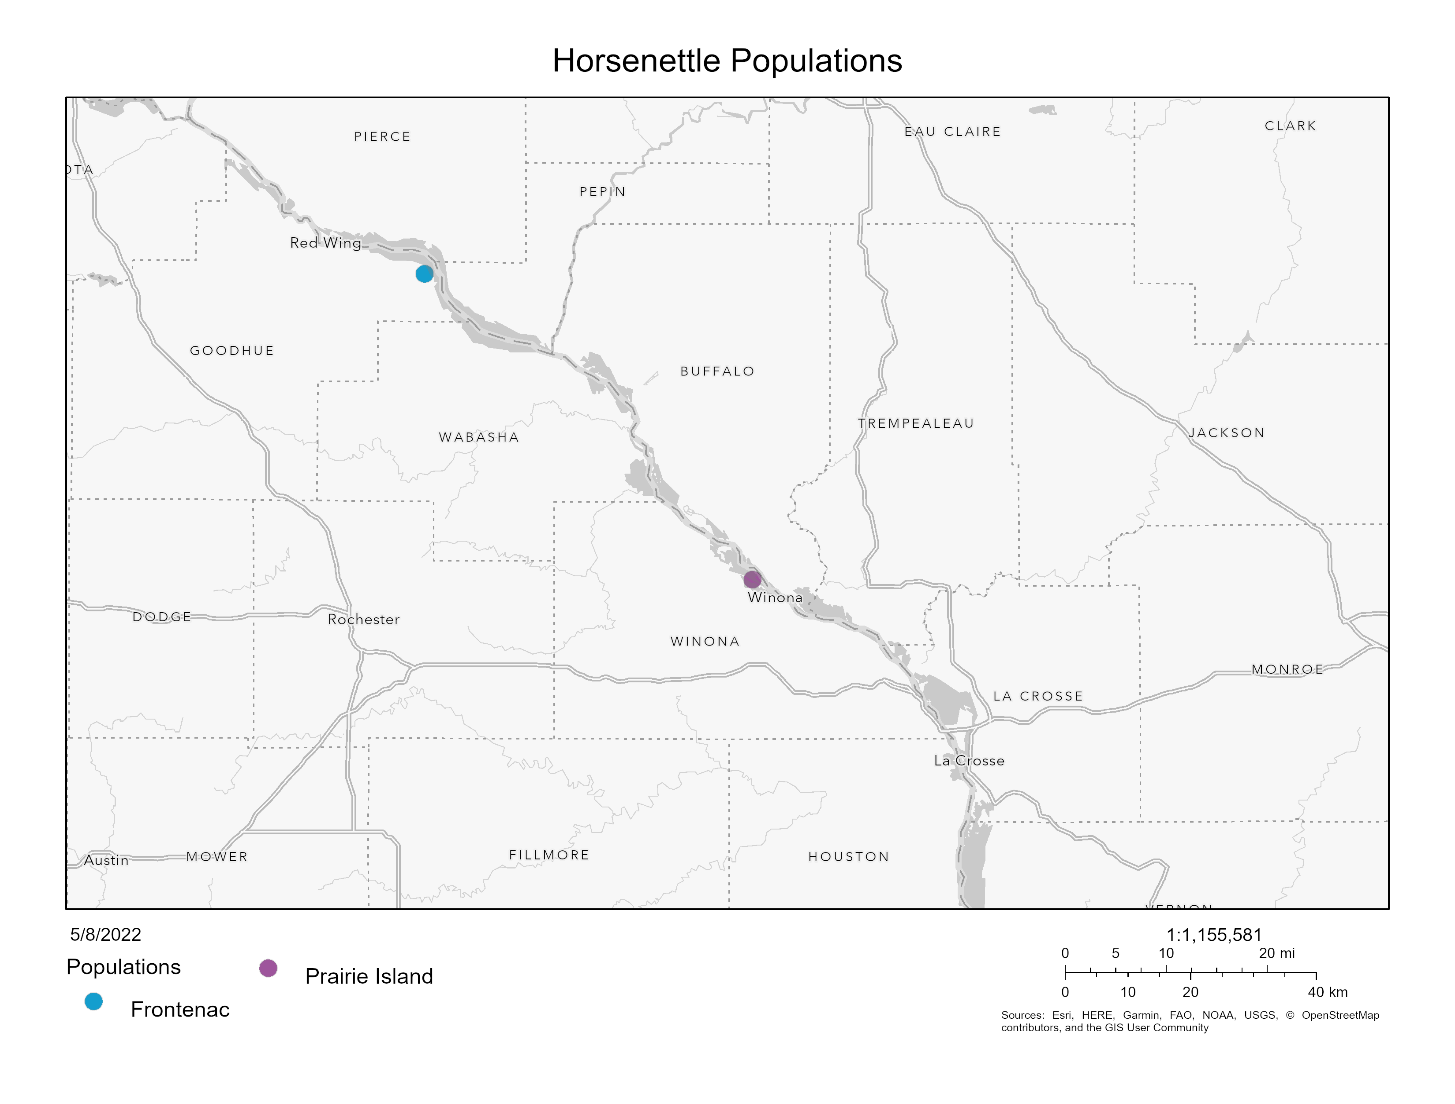 Horsenettle Populations
PIERCE
EAU CLAIRE
CLARK
OTA
PEPIN
Red Wing
GOODHUE
BUFFALO
TREMPEALEAU
JACKSON
WABASHA
Winona
DODGE
Rochester
WINONA
MONROE
LA CROSSE
La Crosse
Austin
MOWER
FILLMORE
HOUSTON
VERNON
5/8/2022
Populations
Prairie Island
Frontenac
1:1,155,581
0 5 10 20 mi
0 10 20 40 km
Sources: Esri, HERE, Garmin, FAO, NOAA, USGS, © OpenStreetMap
contributors, and the GIS User Community